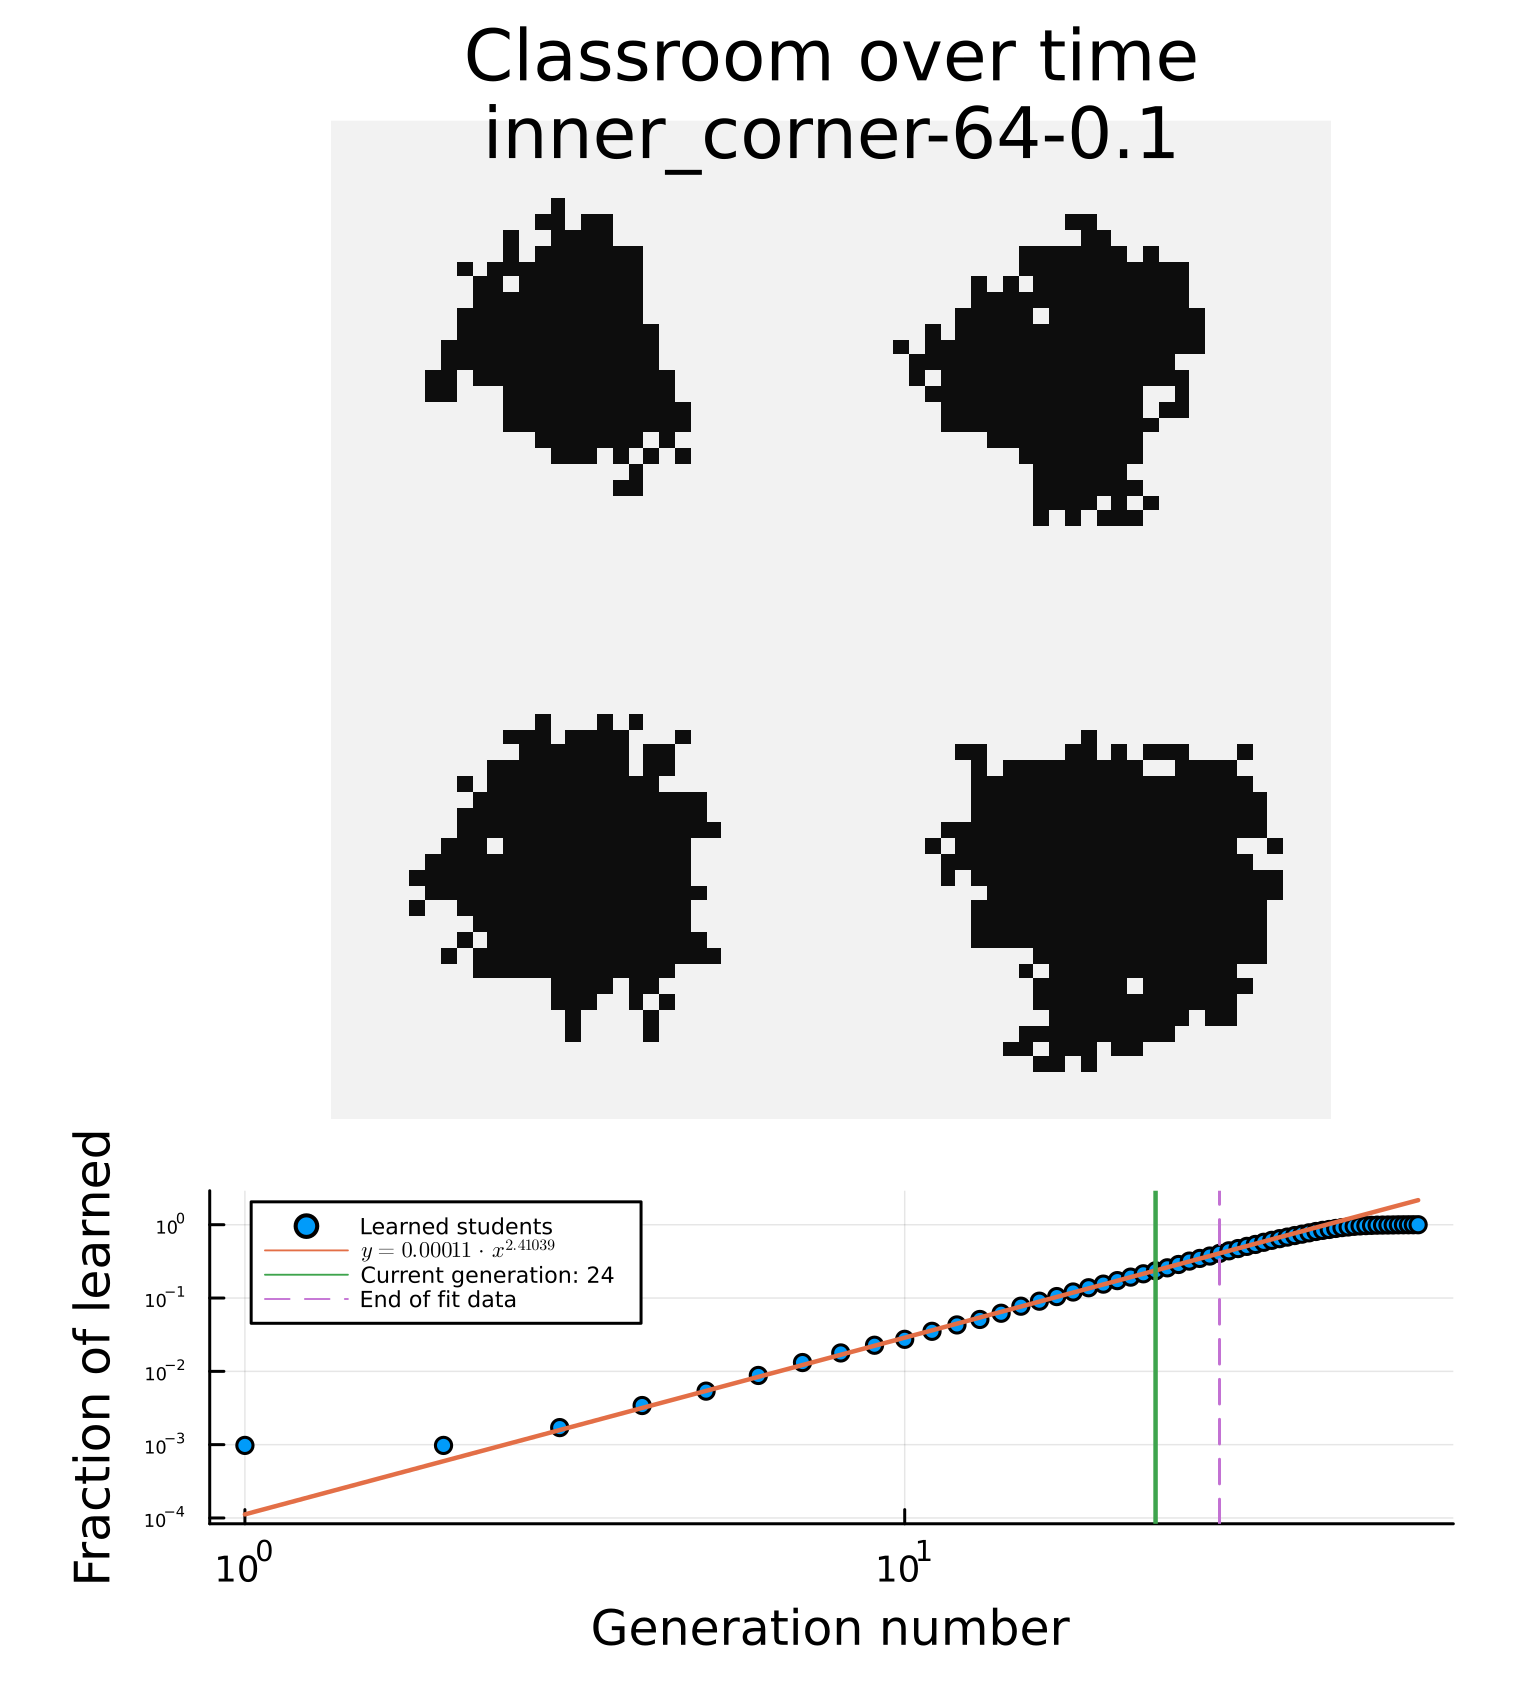 Classroom over time
inner_corner-64-0.1
Fraction of learned
10^0
10^−1
10^−2
10^−3
10^−4
Learned students
y = 0.00011 · x^2.41039
Current generation: 24
End of fit data
10^0
10^1
Generation number